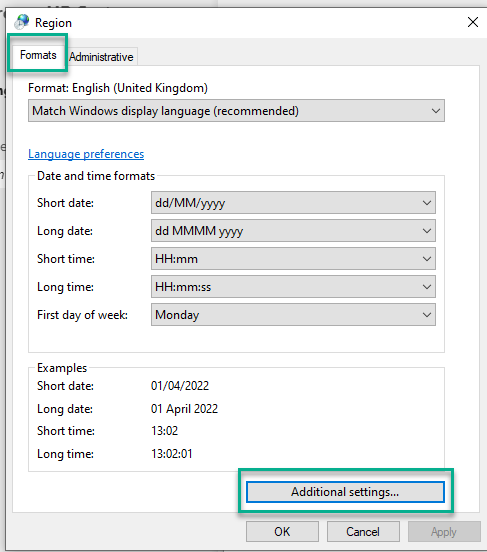 Region
Formats
Administrative
Format: English (United Kingdom)
Match Windows display language (recommended)
Language preferences
Date and time formats
Short date: dd/MM/yyyy
Long date: dd MMMM yyyy
Short time: HH:mm
Long time: HH:mm:ss
First day of week: Monday
Examples
Short date: 01/04/2022
Long date: 01 April 2022
Short time: 13:02
Long time: 13:02:01
Additional settings...
OK Cancel Apply